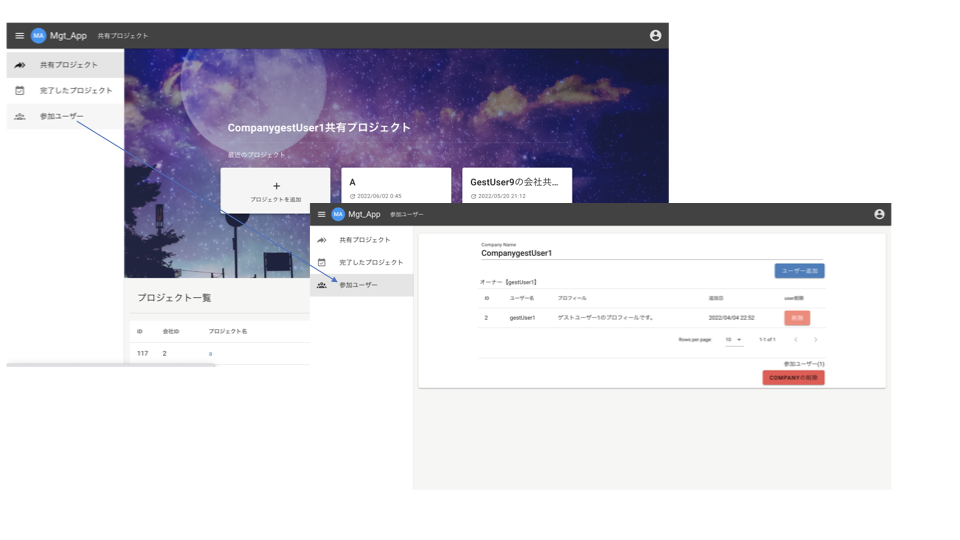 MA Mgt_App 共有プロジェクト
共有プロジェクト
完了したプロジェクト
参加ユーザー
CompanygestUser1共有プロジェクト
最近のプロジェクト
プロジェクトを追加
A
2022/06/02 0:45
GestUser9の会社共...
2022/05/20 21:12
プロジェクト一覧
ID 会社ID プロジェクト名
117 2 a
MA Mgt_App 参加ユーザー
共有プロジェクト
完了したプロジェクト
参加ユーザー
Company Name
CompanygestUser1
ユーザー追加
オーナー 【gestUser1】
ID ユーザー名 プロフィール 追加日 user削除
2 gestUser1 ゲストユーザー1のプロフィールです。 2022/04/04 22:52 削除
Rows per page: 10 1-1 of 1
参加ユーザー(1)
COMPANYの削除